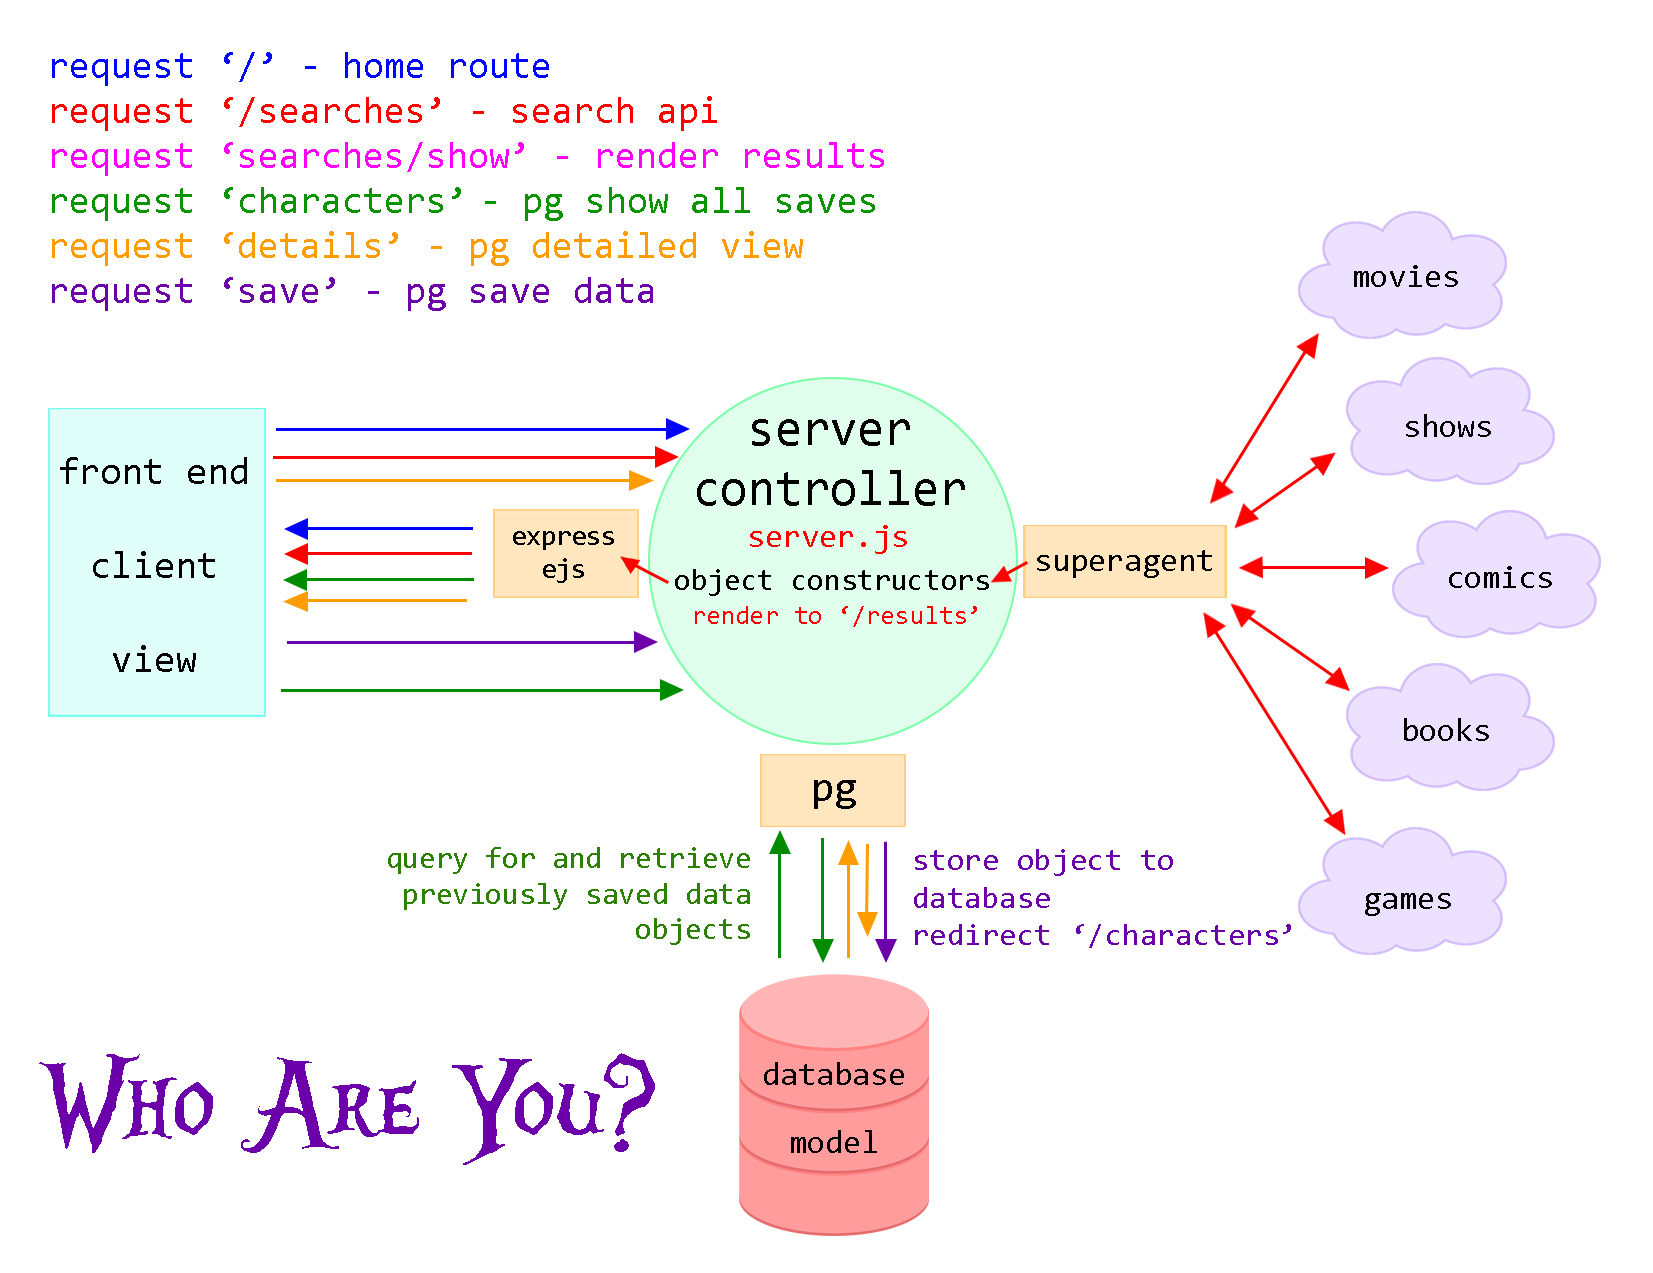 request ‘/’ - home route
request ‘/searches’ - search api
request ‘searches/show’ - render results
request ‘characters’ - pg show all saves
request ‘details’ - pg detailed view
request ‘save’ - pg save data
movies
shows
comics
books
games
front end
client
view
express
ejs
server
controller
server.js
object constructors
render to ‘/results’
superagent
pg
query for and retrieve
previously saved data
objects
store object to
database
redirect ‘/characters’
database
model
Who Are You?